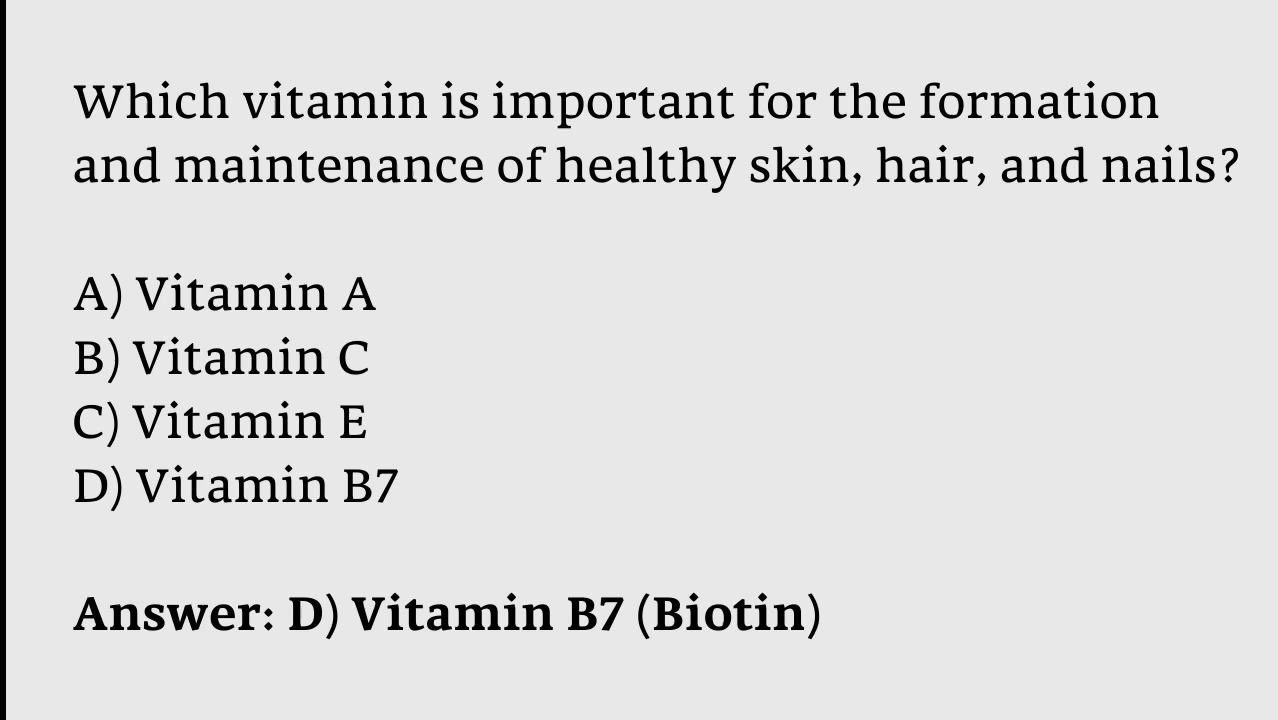 Which vitamin is important for the formation
and maintenance of healthy skin, hair, and nails?
A) Vitamin A
B) Vitamin C
C) Vitamin E
D) Vitamin B7
Answer: D) Vitamin B7 (Biotin)